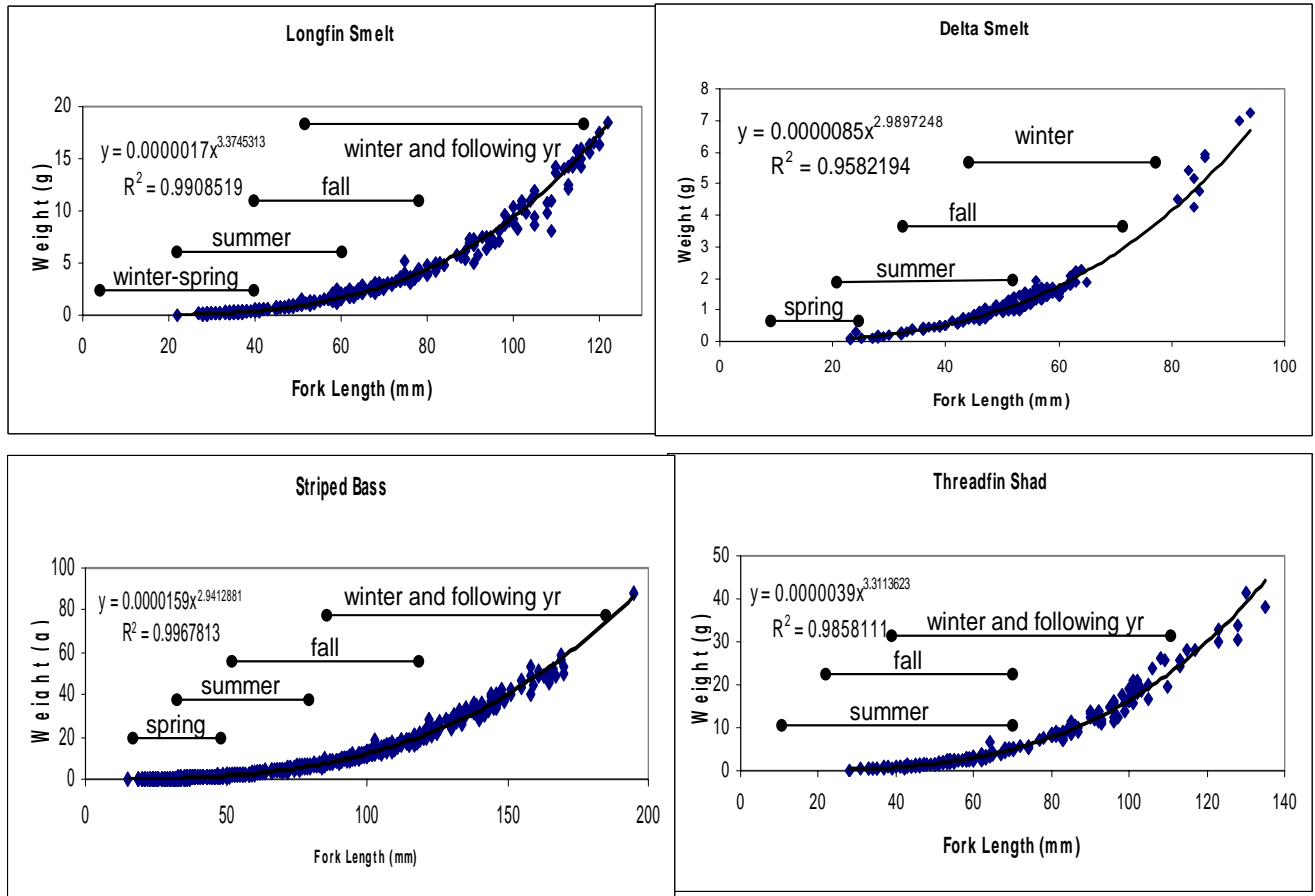 Longfin Smelt
20
15
10
5
0
Weight (g)
y = 0.0000017x^3.3745313
R² = 0.9908519
winter and following yr
fall
summer
winter-spring
0 20 40 60 80 100 120
Fork Length (mm)
Delta Smelt
8
7
6
5
4
3
2
1
0
Weight (g)
y = 0.0000085x^2.9897248
R² = 0.9582194
winter
fall
summer
spring
0 20 40 60 80 100
Fork Length (mm)
Striped Bass
100
80
60
40
20
0
Weight (g)
y = 0.0000159x^2.9412881
R² = 0.9967813
winter and following yr
fall
summer
spring
0 50 100 150 200
Fork Length (mm)
Threadfin Shad
50
40
30
20
10
0
Weight (g)
y = 0.0000039x^3.3113623
R² = 0.9858111
winter and following yr
fall
summer
0 20 40 60 80 100 120 140
Fork Length (mm)